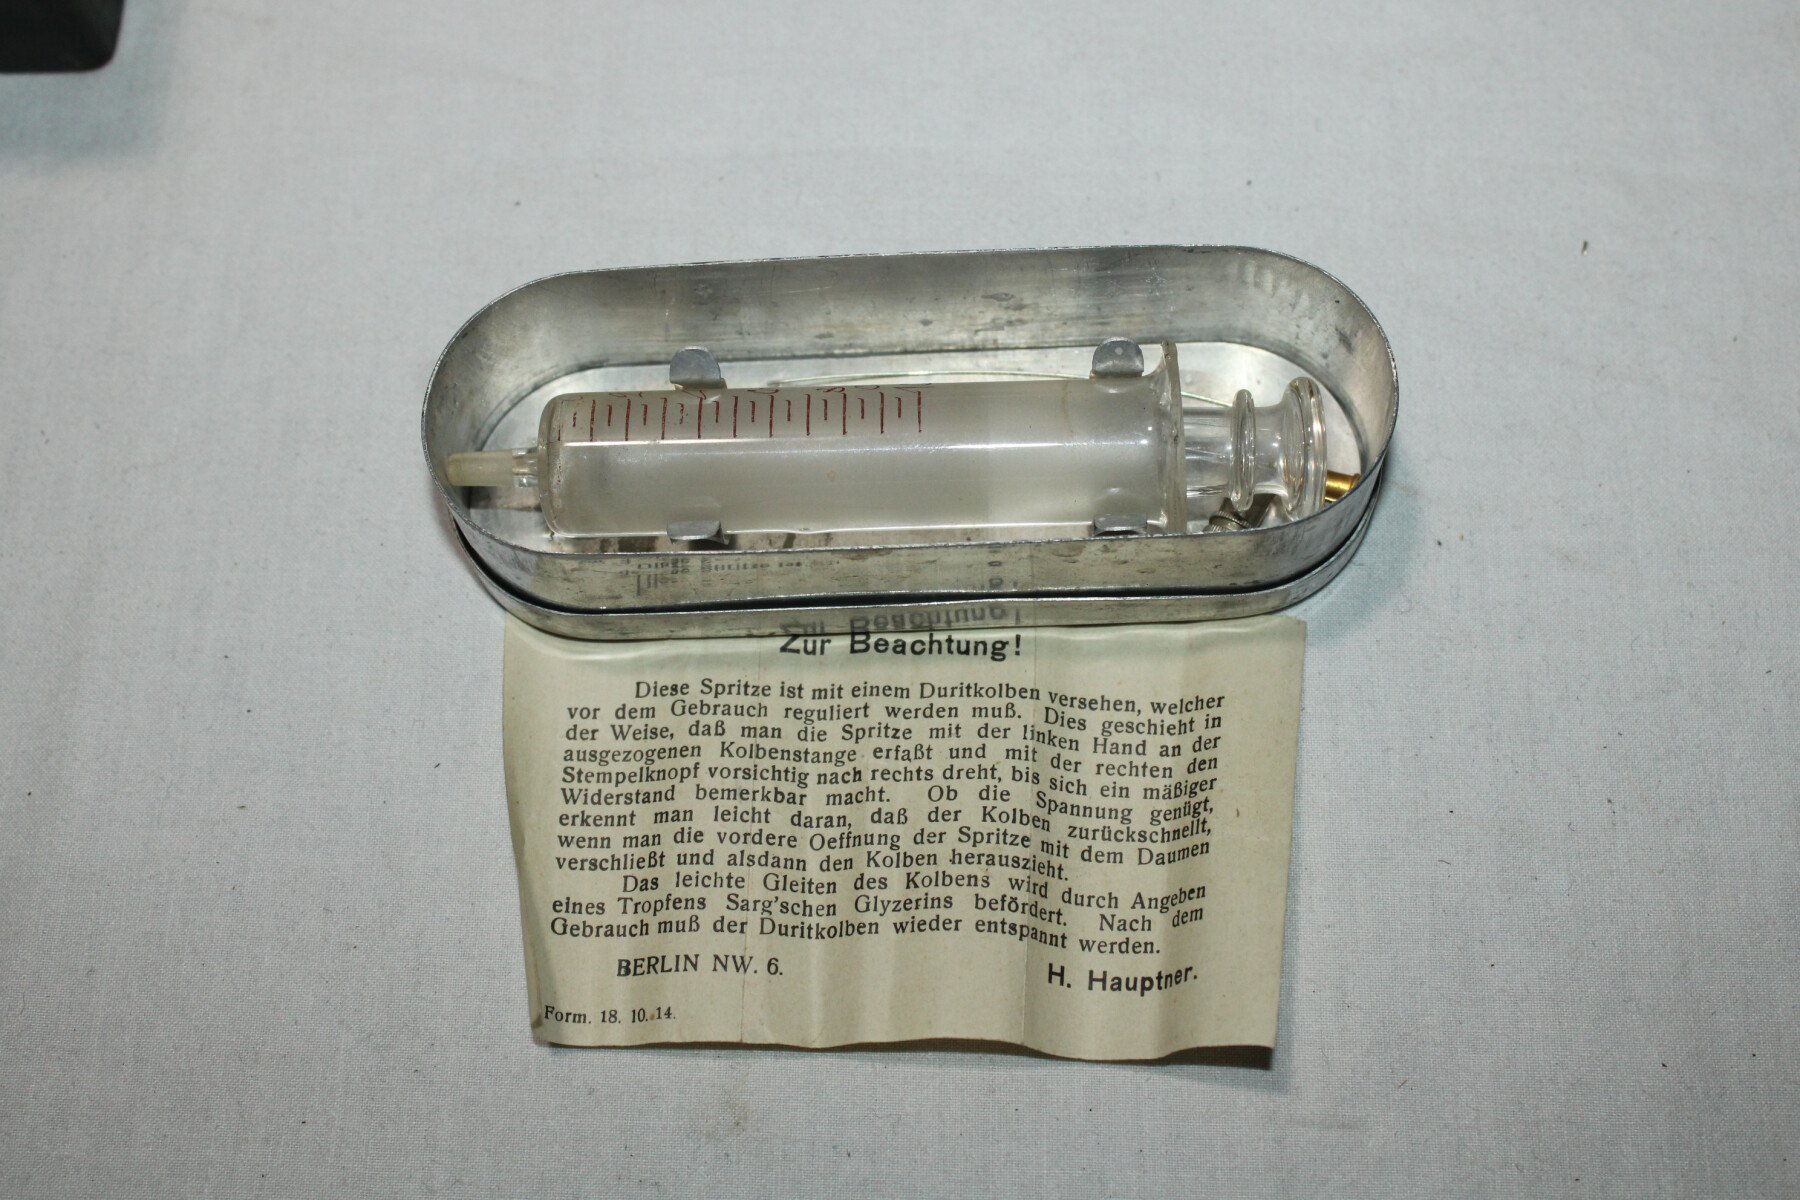 Zur Beachtung!
Diese Spritze ist mit einem Duritkolben versehen, welcher
vor dem Gebrauch reguliert werden muß. Dies geschieht in
der Weise, daß man die Spritze mit der linken Hand an der
ausgezogenen Kolbenstange erfaßt und mit der rechten den
Stempelknopf vorsichtig nach rechts dreht, bis sich ein mäßiger
Widerstand bemerkbar macht. Ob die Spannung genügt,
erkennt man leicht daran, daß der Kolben zurückschnellt,
wenn man die vordere Oeffnung der Spritze mit dem Daumen
verschließt und alsdann den Kolben herauszieht.
Das leichte Gleiten des Kolbens wird durch Angeben
eines Tropfens Sarg'schen Glyzerins befördert. Nach dem
Gebrauch muß der Duritkolben wieder entspannt werden.
BERLIN NW. 6.
H. Hauptner.
Form. 18. 10. 14.